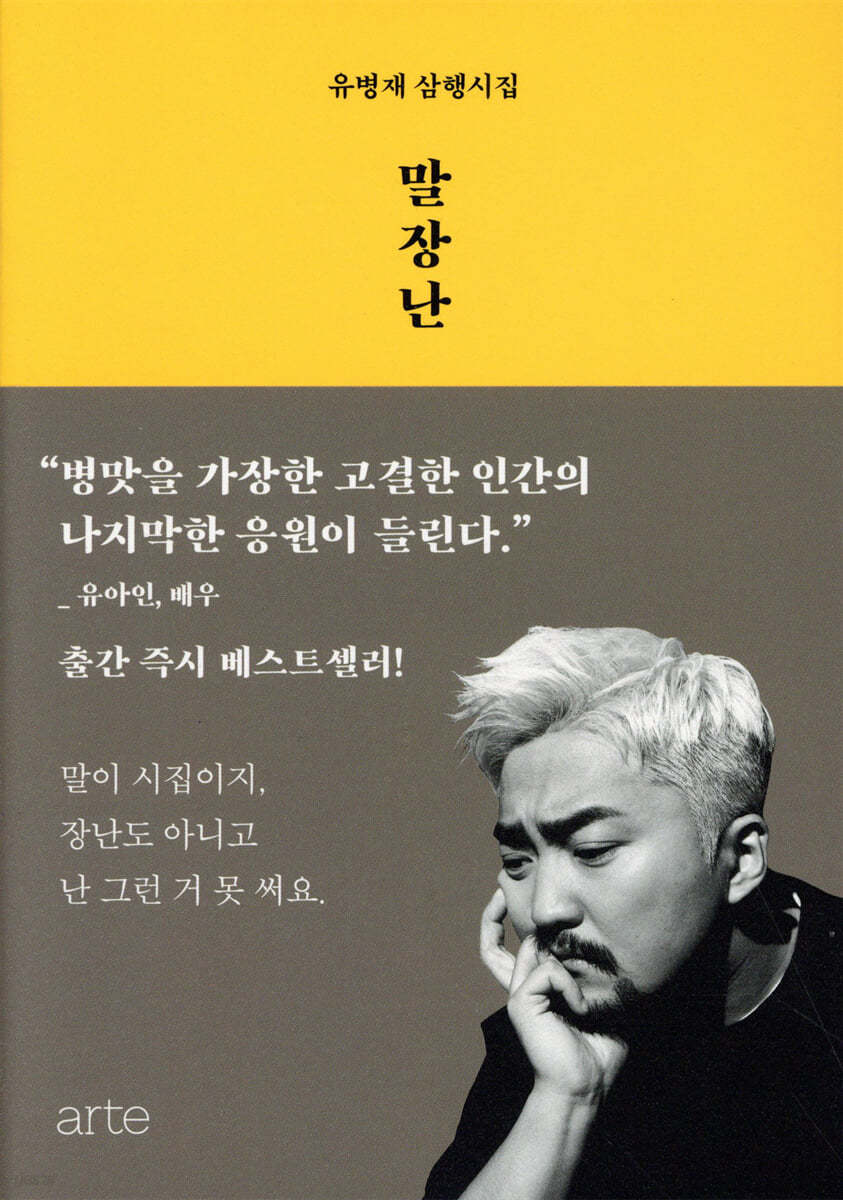 유병재 삼행시집
말
장
난
“병맛을 가장한 고결한 인간의
나지막한 응원이 들린다.”
_ 유아인, 배우
출간 즉시 베스트셀러!
말이 시집이지,
장난도 아니고
난 그런 거 못 써요.
arte